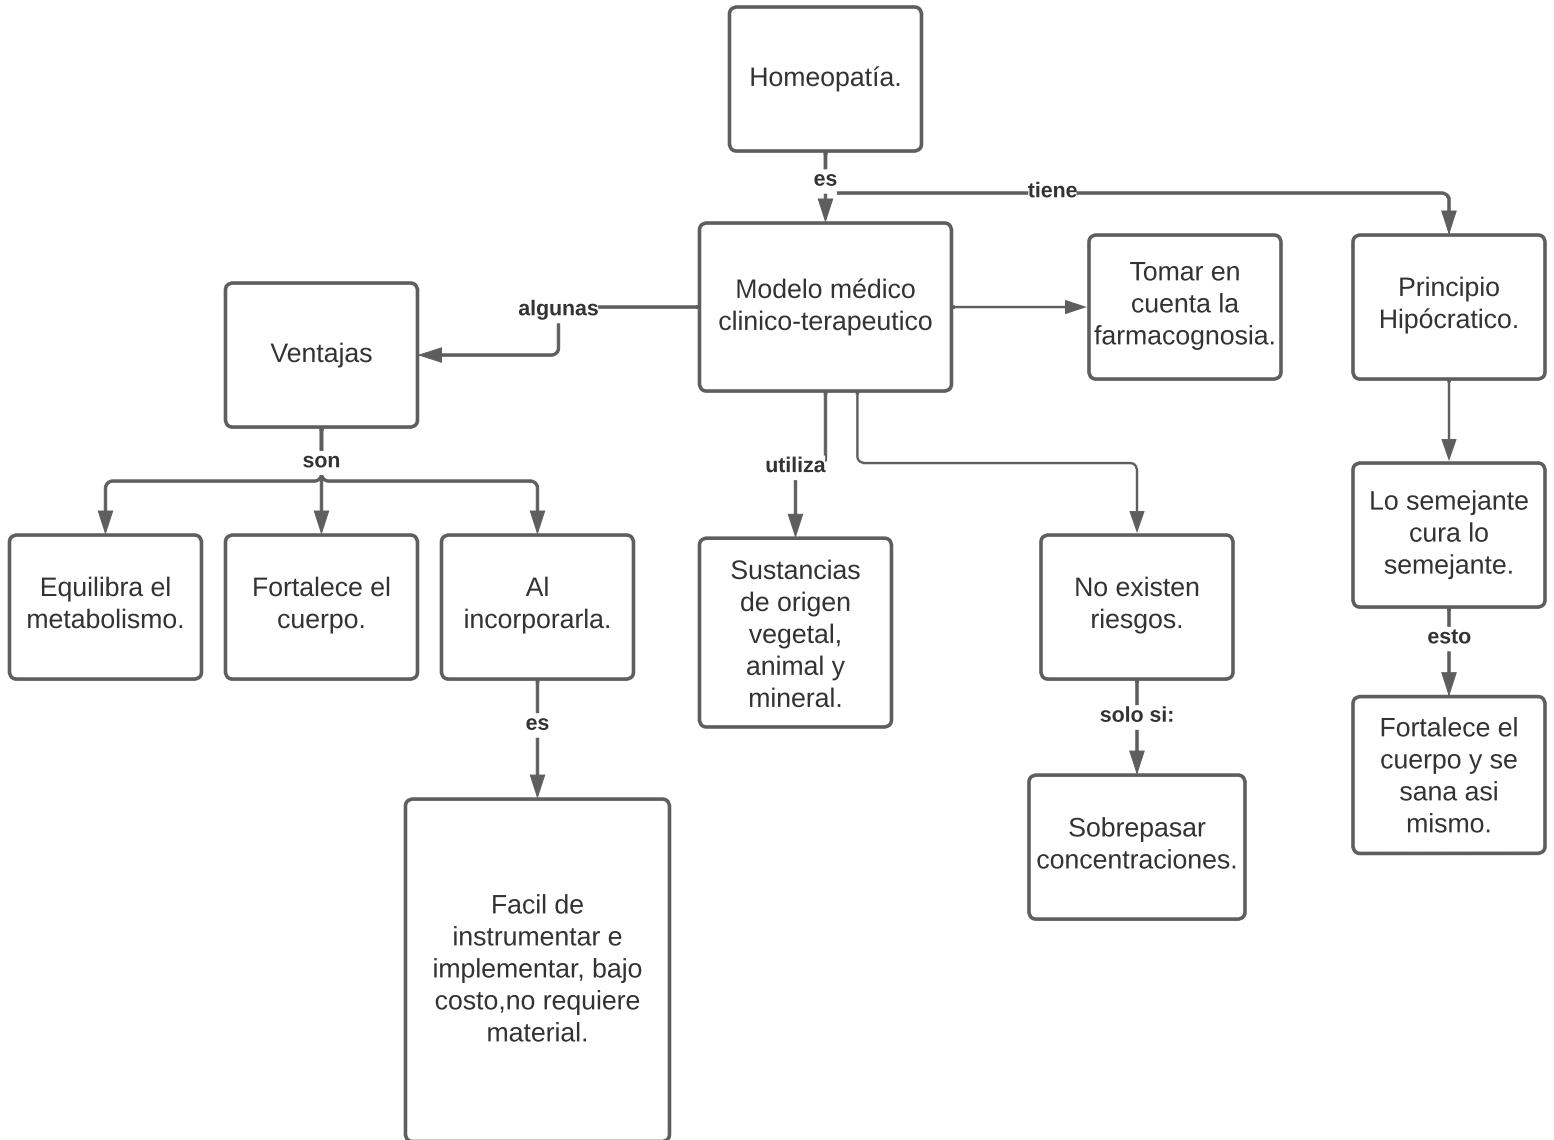 Homeopatía.
es
tiene
Modelo médico
clinico-terapeutico
Tomar en
cuenta la
farmacognosia.
Principio
Hipócratico.
algunas
Ventajas
son
utiliza
Equilibra el
metabolismo.
Fortalece el
cuerpo.
Al
incorporarla.
Sustancias
de origen
vegetal,
animal y
mineral.
No existen
riesgos.
Lo semejante
cura lo
semejante.
esto
es
solo si:
Fortalece el
cuerpo y se
sana asi
mismo.
Sobrepasar
concentraciones.
Facil de
instrumentar e
implementar, bajo
costo,no requiere
material.